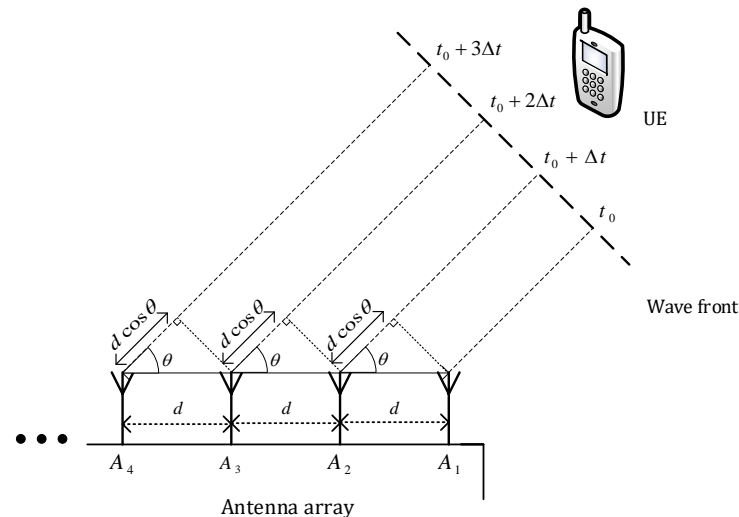 t₀ + 3Δt
t₀ + 2Δt
UE
t₀ + Δt
t₀
Wave front
d cos θ d cos θ d cos θ
θ θ θ
d d d
A₄ A₃ A₂ A₁
Antenna array